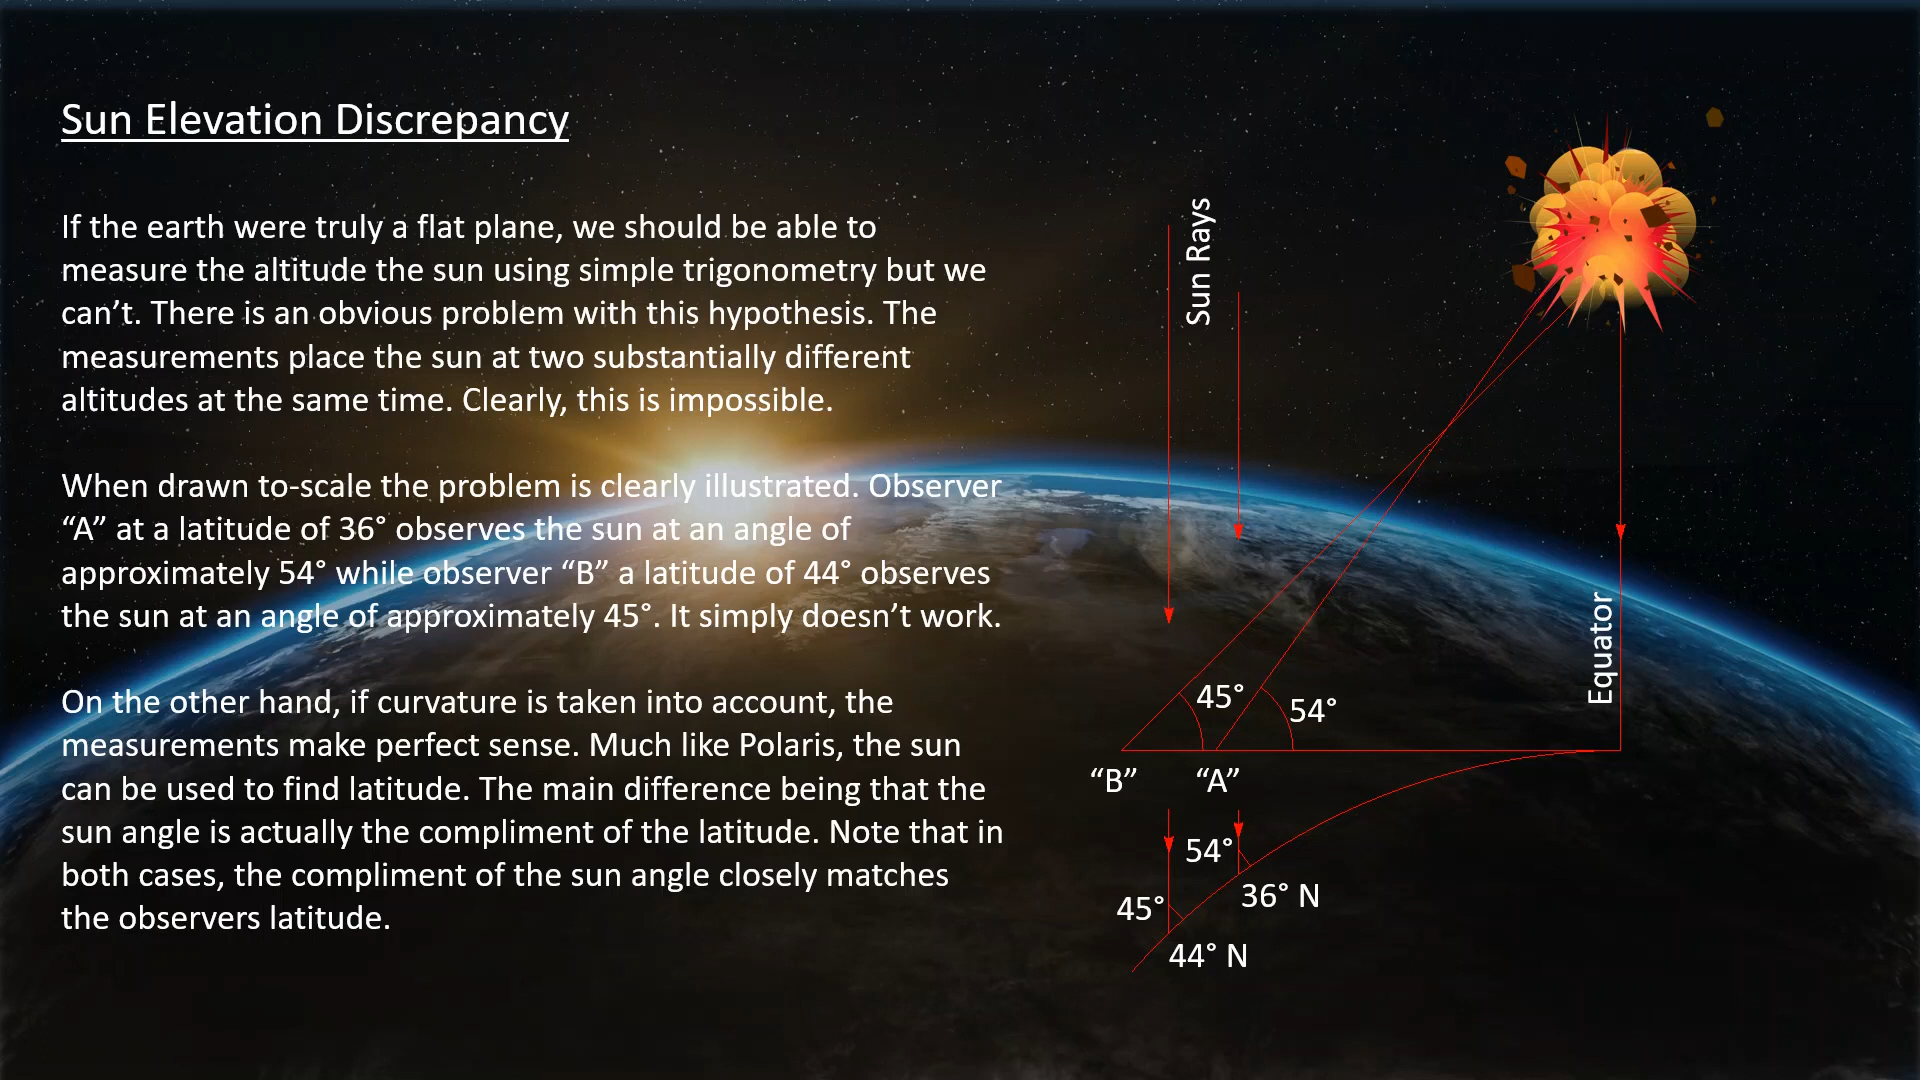 Sun Elevation Discrepancy
If the earth were truly a flat plane, we should be able to
measure the altitude the sun using simple trigonometry but we
can’t. There is an obvious problem with this hypothesis. The
measurements place the sun at two substantially different
altitudes at the same time. Clearly, this is impossible.
When drawn to-scale the problem is clearly illustrated. Observer
“A” at a latitude of 36° observes the sun at an angle of
approximately 54° while observer “B” a latitude of 44° observes
the sun at an angle of approximately 45°. It simply doesn’t work.
On the other hand, if curvature is taken into account, the
measurements make perfect sense. Much like Polaris, the sun
can be used to find latitude. The main difference being that the
sun angle is actually the compliment of the latitude. Note that in
both cases, the compliment of the sun angle closely matches
the observers latitude.
Sun Rays
Equator
45°
54°
“B”
“A”
54°
36° N
45°
44° N